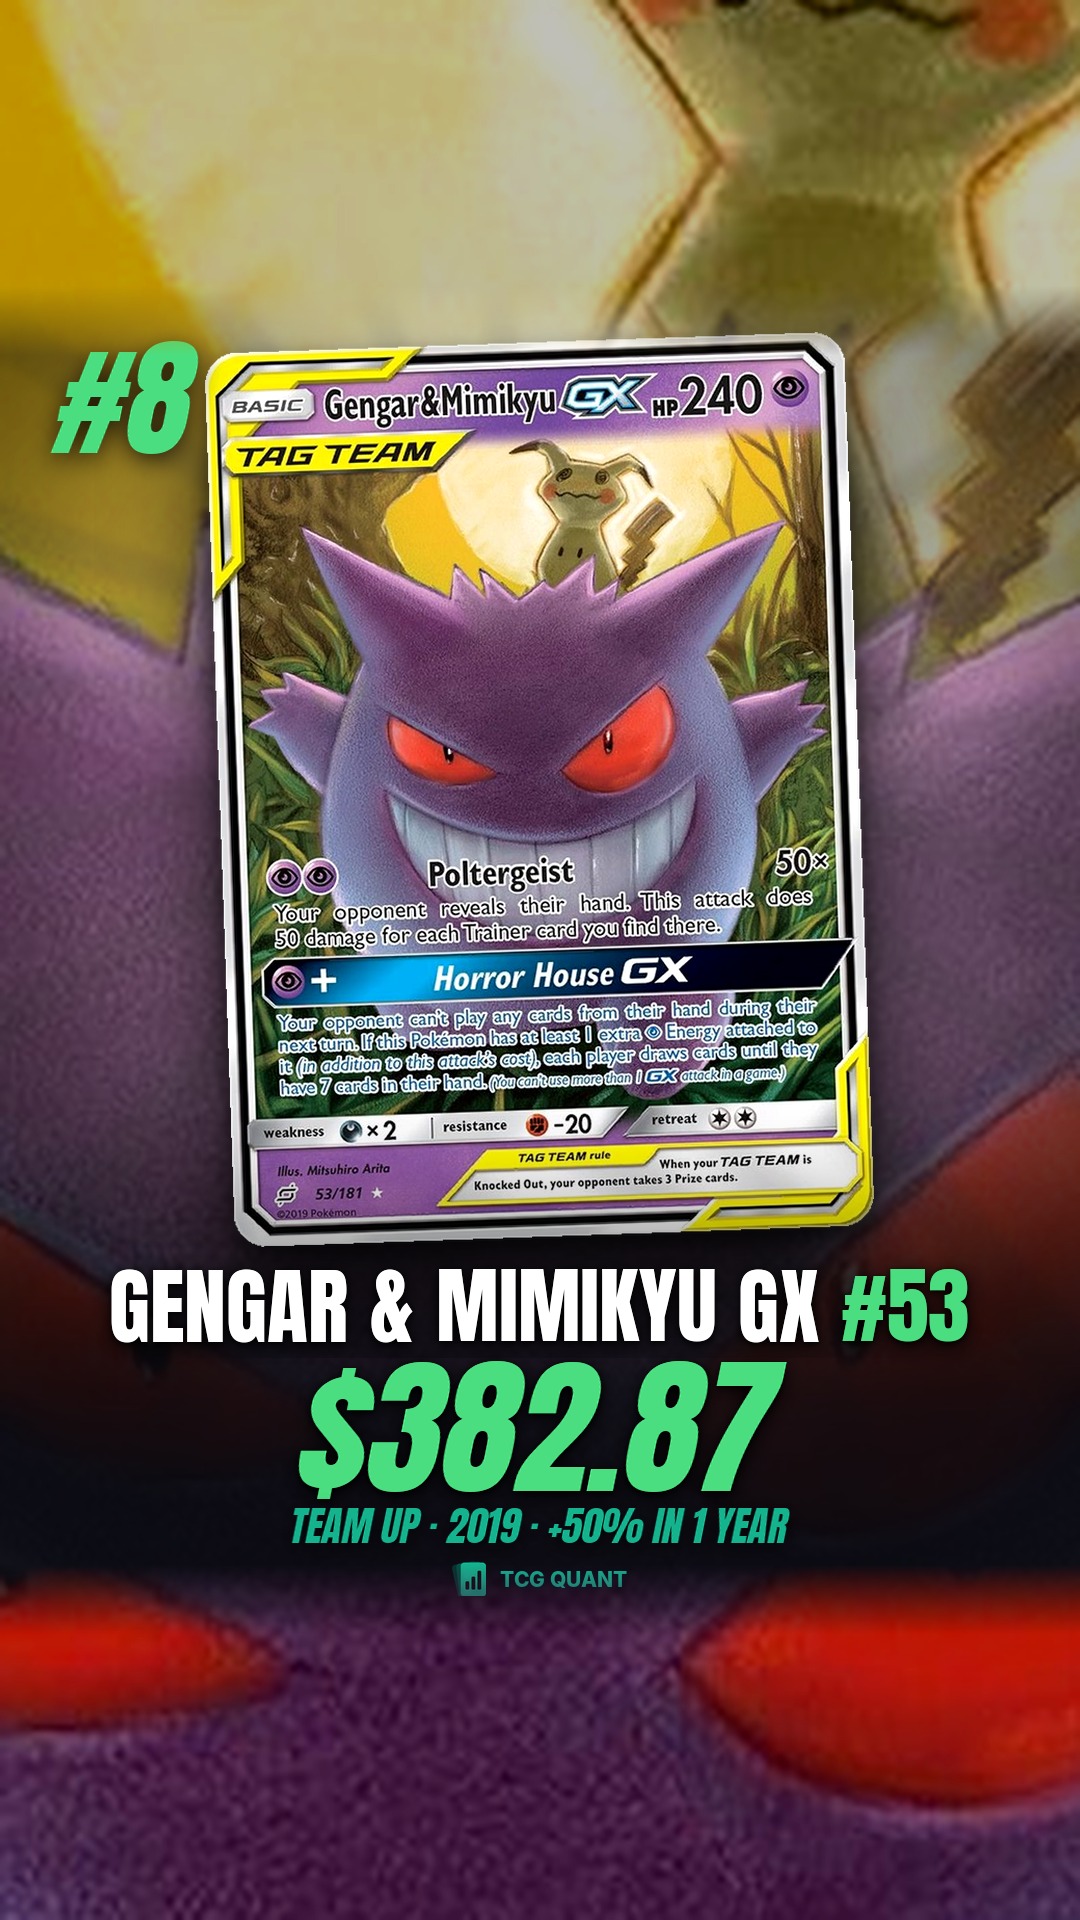 #8
BASIC Gengar&Mimikyu GX HP240
TAG TEAM
Poltergeist 50×
Your opponent reveals their hand. This attack does
50 damage for each Trainer card you find there.
+ Horror House GX
Your opponent can't play any cards from their hand during their
next turn. If this Pokémon has at least 1 extra Energy attached to
it (in addition to this attack's cost), each player draws cards until they
have 7 cards in their hand. (You can't use more than 1 GX attack in a game.)
weakness ×2 resistance -20 retreat
TAG TEAM rule
When your TAG TEAM is
Knocked Out, your opponent takes 3 Prize cards.
Illus. Mitsuhiro Arita
53/181
©2019 Pokémon
GENGAR & MIMIKYU GX #53
$382.87
TEAM UP · 2019 · +50% IN 1 YEAR
TCG QUANT